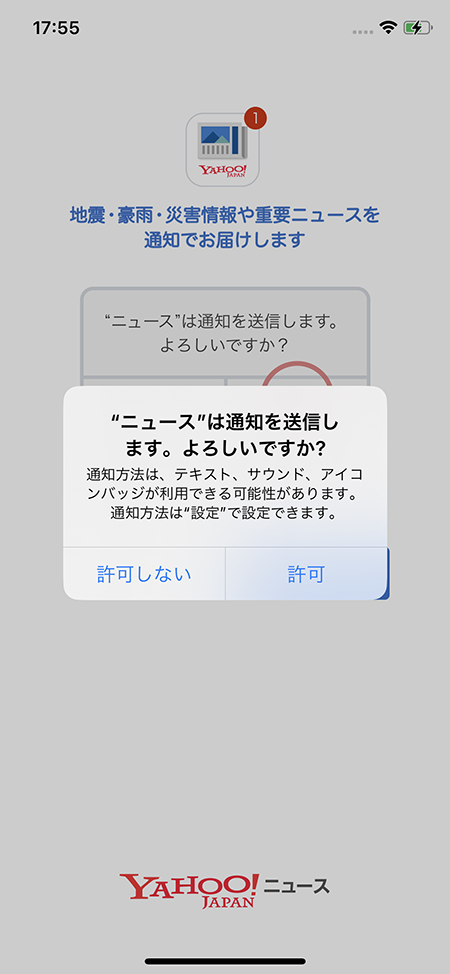 17:55
1
YAHOO!
JAPAN
地震・豪雨・災害情報や重要ニュースを
通知でお届けします
“ニュース”は通知を送信します。
よろしいですか？
“ニュース”は通知を送信し
ます。よろしいですか?
通知方法は、テキスト、サウンド、アイコ
ンバッジが利用できる可能性があります。
通知方法は“設定”で設定できます。
許可しない
許可
YAHOO!ニュース
JAPAN